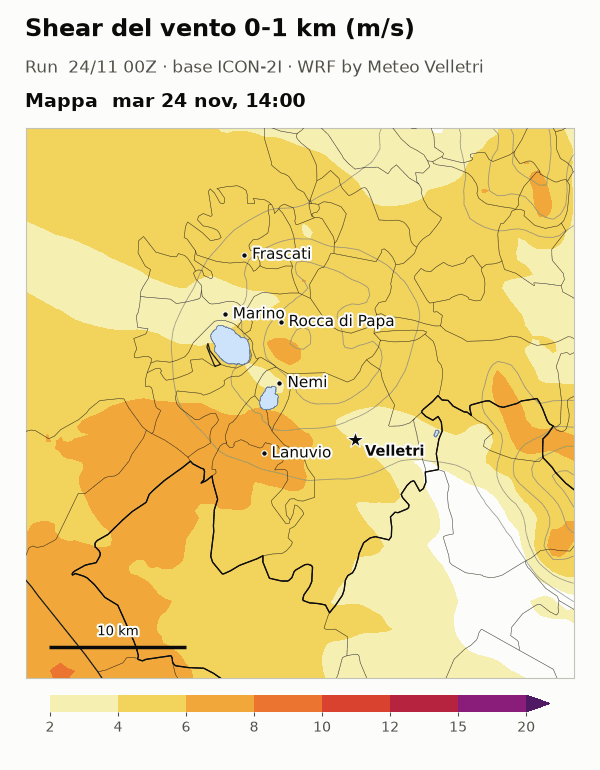 Shear del vento 0-1 km (m/s)
Run  24/11 00Z · base ICON-2I · WRF by Meteo Velletri
Mappa  mar 24 nov, 14:00
Frascati
Marino
Rocca di Papa
Nemi
Velletri
Lanuvio
10 km
2 4 6 8 10 12 15 20